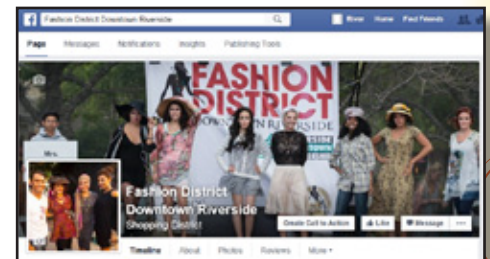 Fashion District Downtown Riverside
River Home Find Friends
Page Messages Notifications Insights Publishing Tools
FASHION
DISTRICT
DOWNTOWN RIVERSIDE
Mrs.
Fashion District
Downtown Riverside
Shopping District
Create Call to Action Like Message ...
Timeline About Photos Reviews More